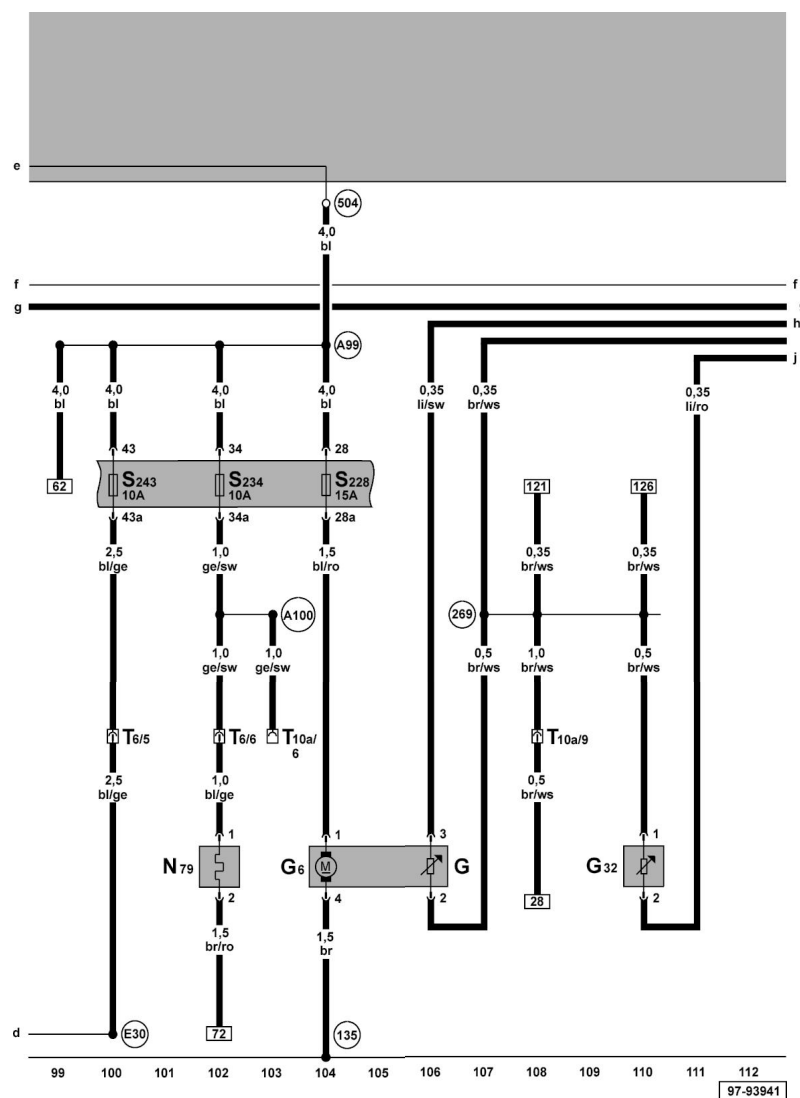 e
504
4,0
bl
f f
g
h
A99
j
4,0 4,0 4,0 4,0 0,35 0,35 0,35
bl bl bl bl li/sw br/ws li/ro
43 34 28
62 S243 S234 S228 121 126
10A 10A 15A
43a 34a 28a
2,5 1,0 1,5 0,35 0,35
bl/ge ge/sw bl/ro br/ws br/ws
A100 269
1,0 1,0 0,5 1,0 0,5
ge/sw ge/sw br/ws br/ws br/ws
T6/5 T6/6 T10a/ T10a/9
6
2,5 1,0 0,5
bl/ge bl/ge br/ws
1 1 3 1
N79 G6 M G G32
2 4 2 2
28
1,5 1,5
br/ro br
d E30 72 135
99 100 101 102 103 104 105 106 107 108 109 110 111 112
97-93941